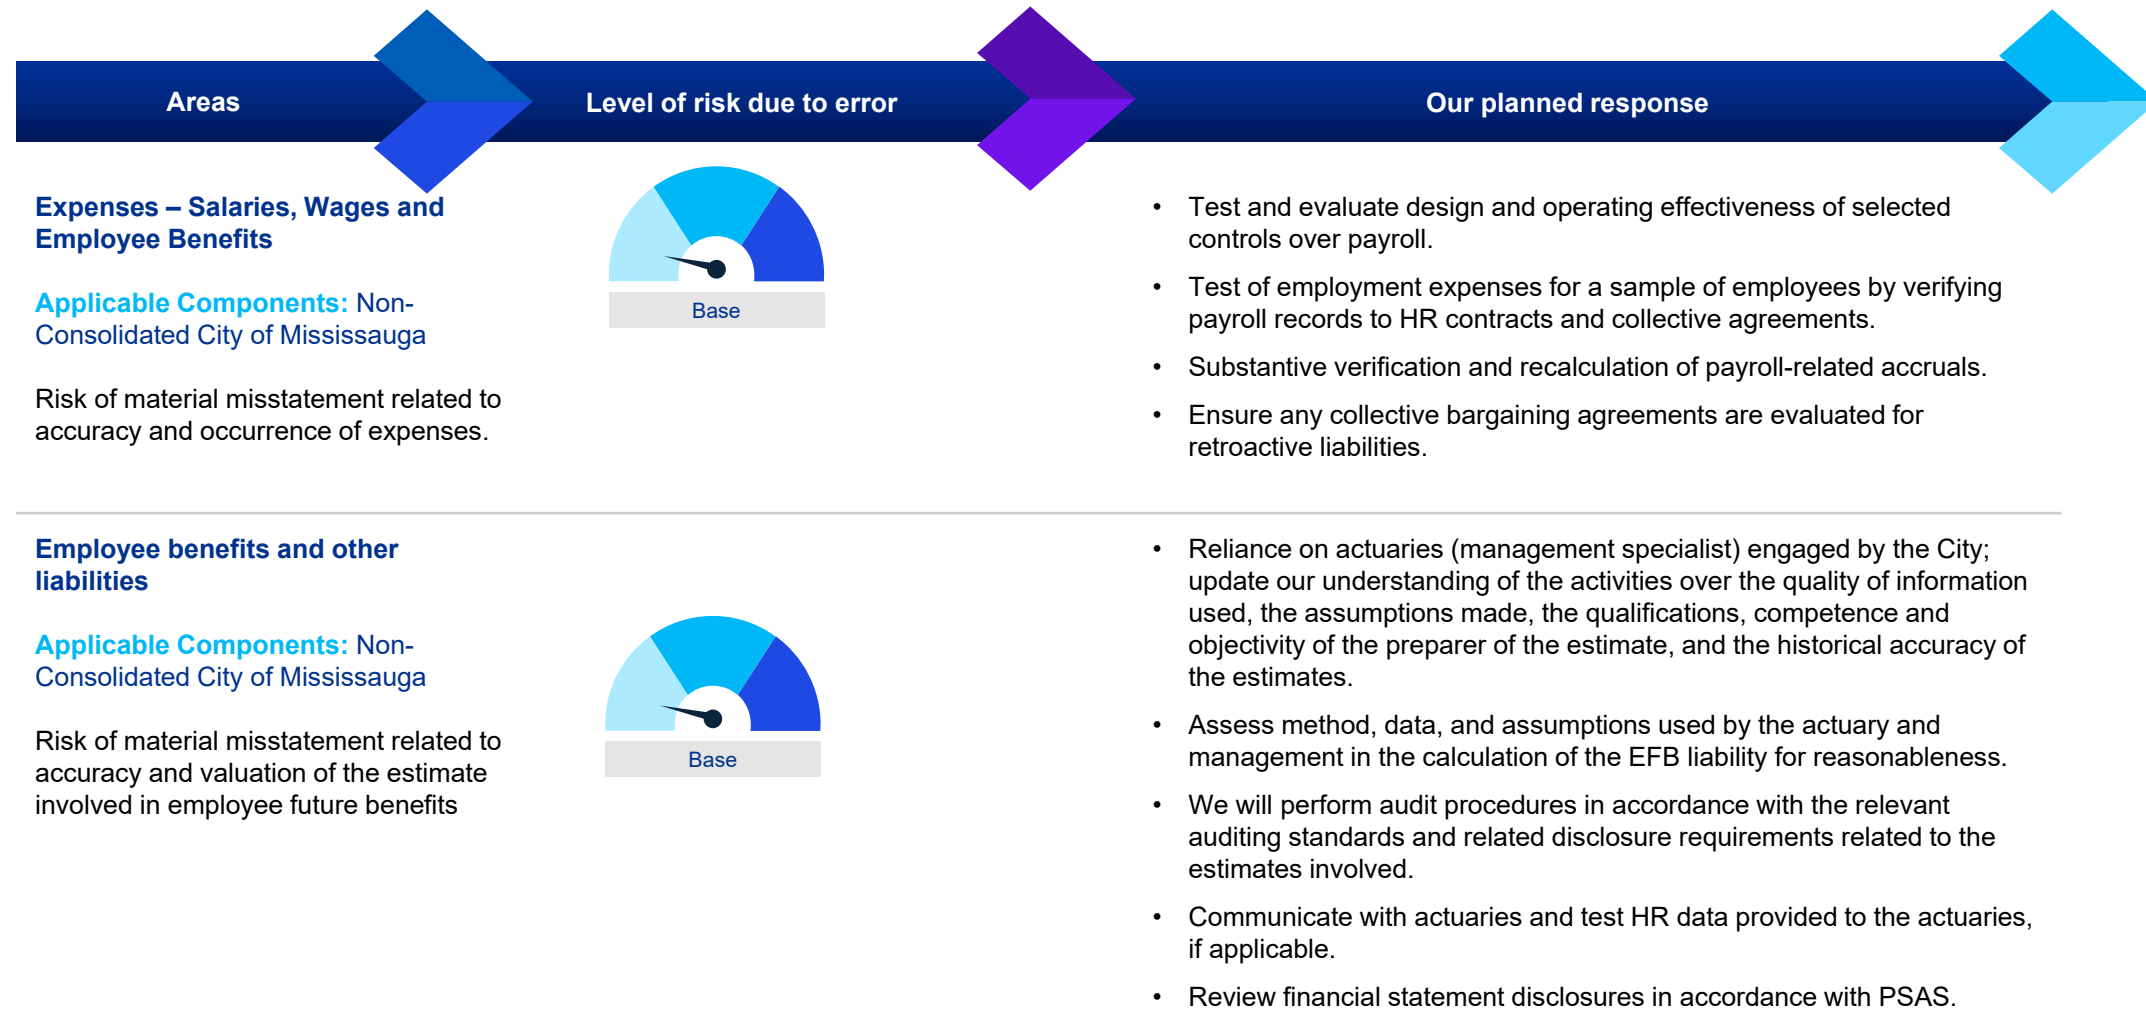 Areas
Level of risk due to error
Our planned response
Expenses – Salaries, Wages and
Employee Benefits
Applicable Components: Non-
Consolidated City of Mississauga
Risk of material misstatement related to
accuracy and occurrence of expenses.
Base
• Test and evaluate design and operating effectiveness of selected
controls over payroll.
• Test of employment expenses for a sample of employees by verifying
payroll records to HR contracts and collective agreements.
• Substantive verification and recalculation of payroll-related accruals.
• Ensure any collective bargaining agreements are evaluated for
retroactive liabilities.
Employee benefits and other
liabilities
Applicable Components: Non-
Consolidated City of Mississauga
Risk of material misstatement related to
accuracy and valuation of the estimate
involved in employee future benefits
Base
• Reliance on actuaries (management specialist) engaged by the City;
update our understanding of the activities over the quality of information
used, the assumptions made, the qualifications, competence and
objectivity of the preparer of the estimate, and the historical accuracy of
the estimates.
• Assess method, data, and assumptions used by the actuary and
management in the calculation of the EFB liability for reasonableness.
• We will perform audit procedures in accordance with the relevant
auditing standards and related disclosure requirements related to the
estimates involved.
• Communicate with actuaries and test HR data provided to the actuaries,
if applicable.
• Review financial statement disclosures in accordance with PSAS.